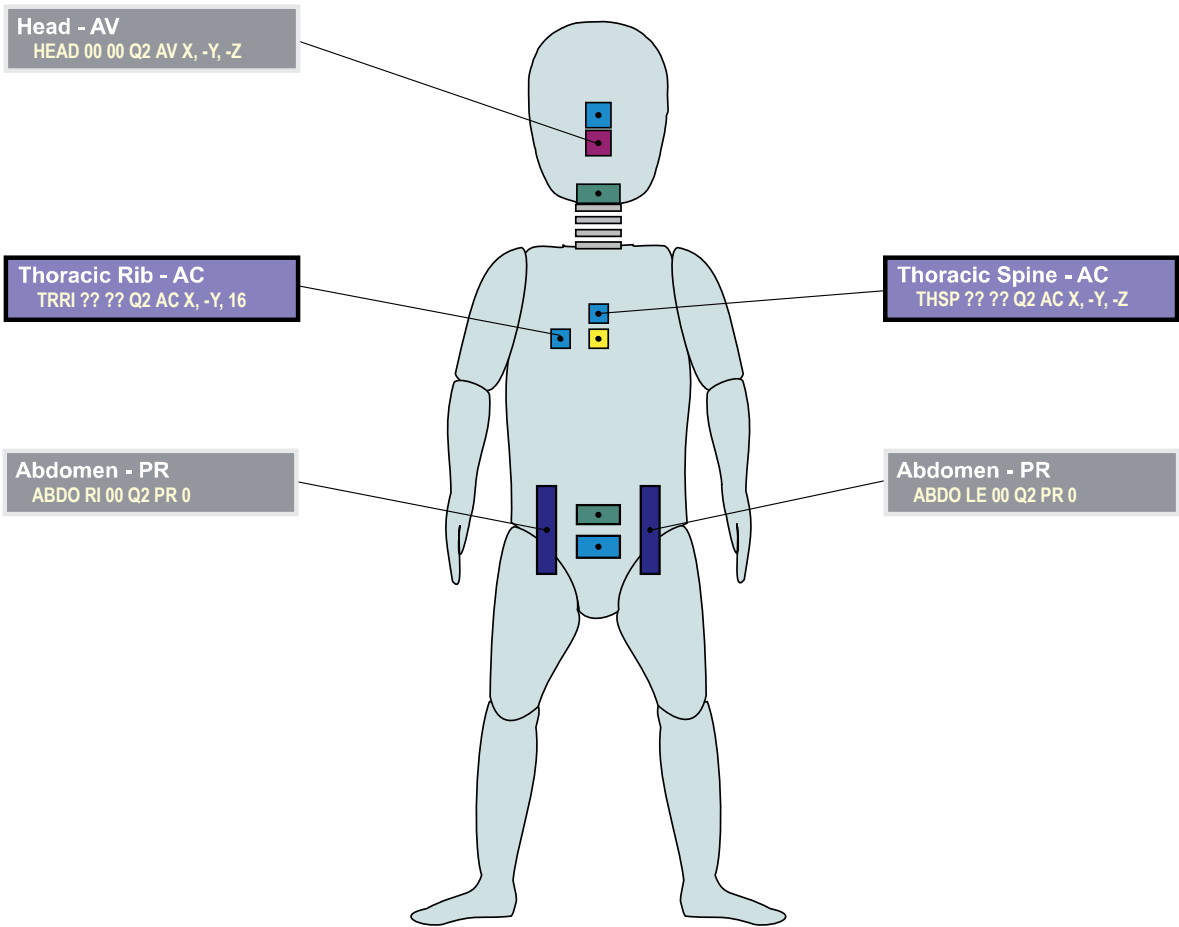 Head - AV
HEAD 00 00 Q2 AV X, -Y, -Z
Thoracic Rib - AC
TRRI ?? ?? Q2 AC X, -Y, 16
Thoracic Spine - AC
THSP ?? ?? Q2 AC X, -Y, -Z
Abdomen - PR
ABDO RI 00 Q2 PR 0
Abdomen - PR
ABDO LE 00 Q2 PR 0